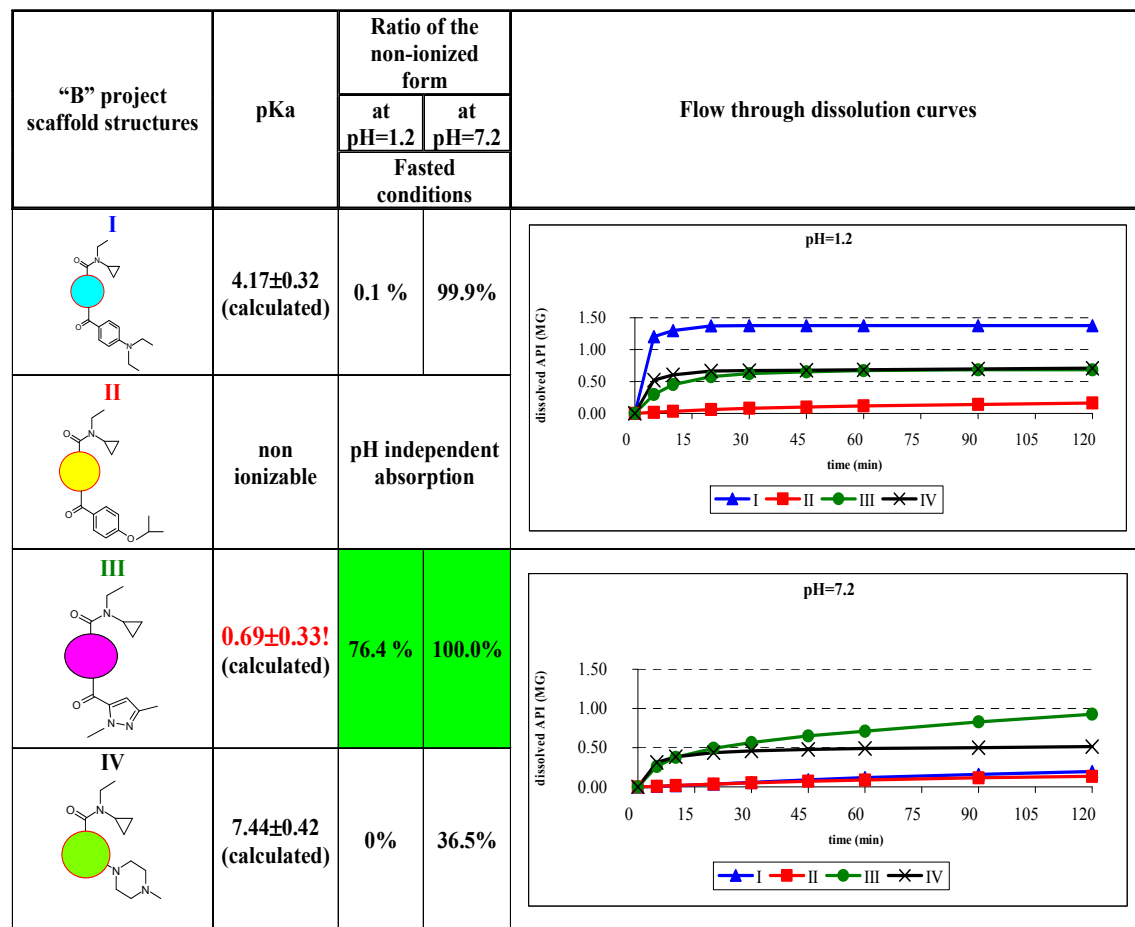 “B” project
scaffold structures
pKa
Ratio of the
non-ionized
form
at
pH=1.2
at
pH=7.2
Fasted
conditions
Flow through dissolution curves
I
O
N
O
N
4.17±0.32
(calculated)
0.1 %
99.9%
II
O
N
O
O
non
ionizable
pH independent
absorption
III
O
N
O
N
N
0.69±0.33!
(calculated)
76.4 %
100.0%
IV
O
N
N
N
7.44±0.42
(calculated)
0%
36.5%
pH=1.2
dissolved API (MG)
1.50
1.00
0.50
0.00
0 15 30 45 60 75 90 105 120
time (min)
I II III IV
pH=7.2
dissolved API (MG)
1.50
1.00
0.50
0.00
0 15 30 45 60 75 90 105 120
time (min)
I II III IV